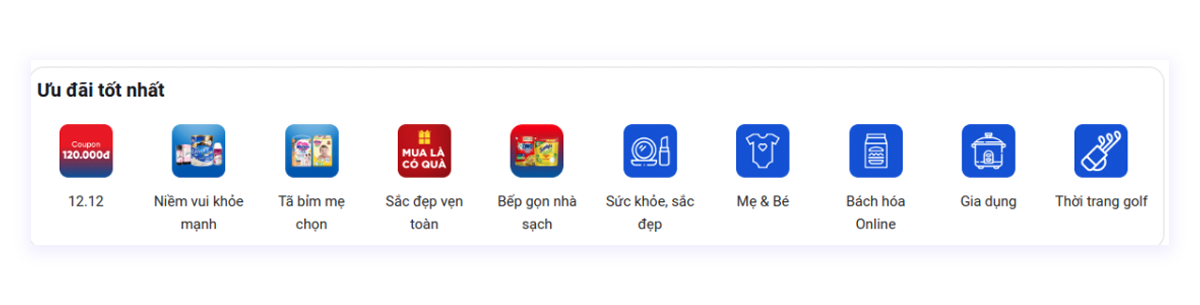 Ưu đãi tốt nhất
Coupon
120.000đ
MUA LÀ
CÓ QUÀ
12.12
Niềm vui khỏe
mạnh
Tã bỉm mẹ
chọn
Sắc đẹp vẹn
toàn
Bếp gọn nhà
sạch
Sức khỏe, sắc
đẹp
Mẹ & Bé
Bách hóa
Online
Gia dụng
Thời trang golf